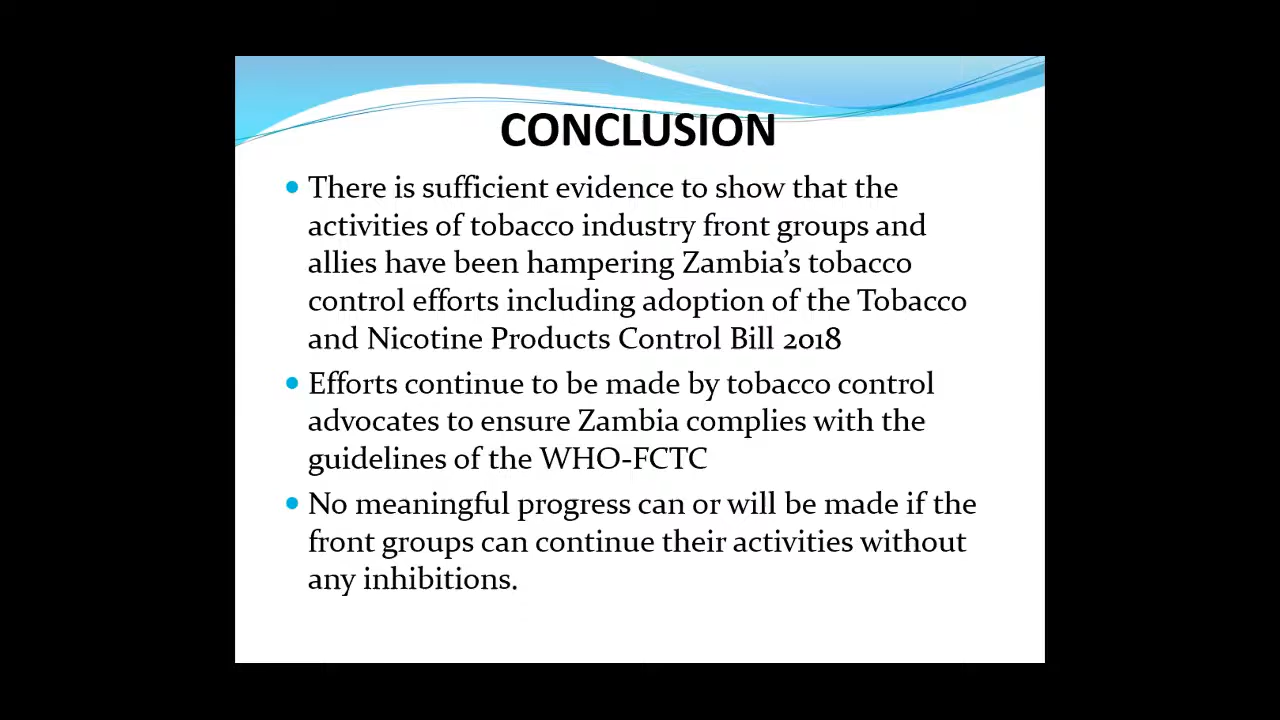 CONCLUSION
• There is sufficient evidence to show that the
activities of tobacco industry front groups and
allies have been hampering Zambia’s tobacco
control efforts including adoption of the Tobacco
and Nicotine Products Control Bill 2018
• Efforts continue to be made by tobacco control
advocates to ensure Zambia complies with the
guidelines of the WHO-FCTC
• No meaningful progress can or will be made if the
front groups can continue their activities without
any inhibitions.